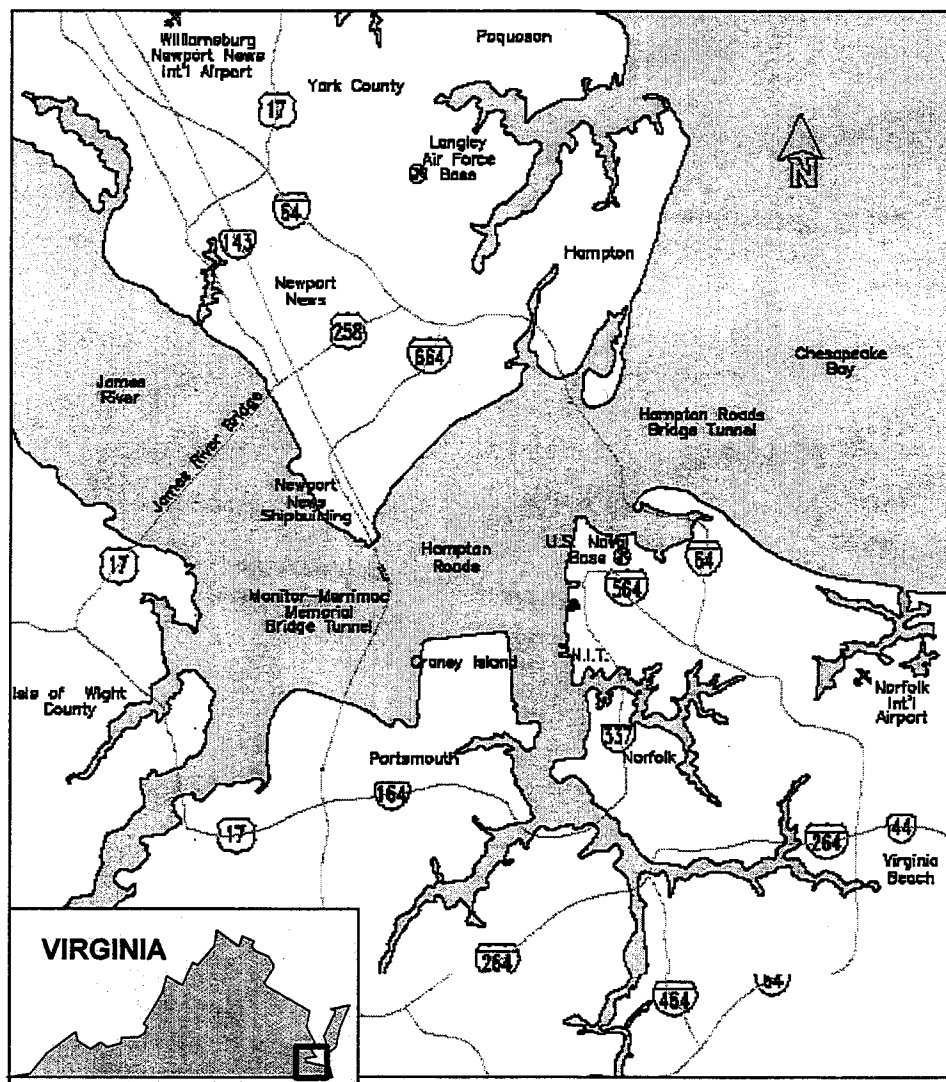 Williamsburg
Newport News
Int'l Airport
Poquoson
York County
17
Langley
Air Force
Base
N
64
143
Hampton
Newport
News
258
664
Chesapeake
Bay
James
River
James River Bridge
Hampton Roads
Bridge Tunnel
Newport
News
Shipbuilding
Hampton
Roads
U.S. Naval
Base
17
64
564
Monitor-Merrimac
Memorial
Bridge Tunnel
Craney Island
N.I.T.
Isle of Wight
County
Norfolk
Int'l
Airport
337
Norfolk
Portsmouth
164
17
264
44
Virginia
Beach
VIRGINIA
264
464
64